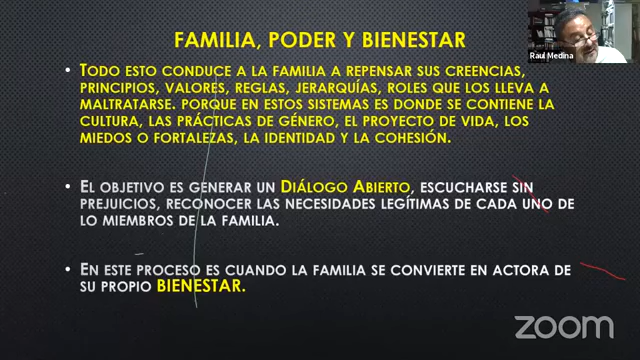 FAMILIA, PODER Y BIENESTAR
• TODO ESTO CONDUCE A LA FAMILIA A REPENSAR SUS CREENCIAS,
PRINCIPIOS, VALORES, REGLAS, JERARQUÍAS, ROLES QUE LOS LLEVA A
MALTRATARSE. PORQUE EN ESTOS SISTEMAS ES DONDE SE CONTIENE LA
CULTURA, LAS PRÁCTICAS DE GÉNERO, EL PROYECTO DE VIDA, LOS
MIEDOS O FORTALEZAS, LA IDENTIDAD Y LA COHESIÓN.
• EL OBJETIVO ES GENERAR UN DIÁLOGO ABIERTO, ESCUCHARSE SIN
PREJUICIOS, RECONOCER LAS NECESIDADES LEGÍTIMAS DE CADA UNO DE
LO MIEMBROS DE LA FAMILIA.
• EN ESTE PROCESO ES CUANDO LA FAMILIA SE CONVIERTE EN ACTORA DE
SU PROPIO BIENESTAR.
Raul Medina
zoom